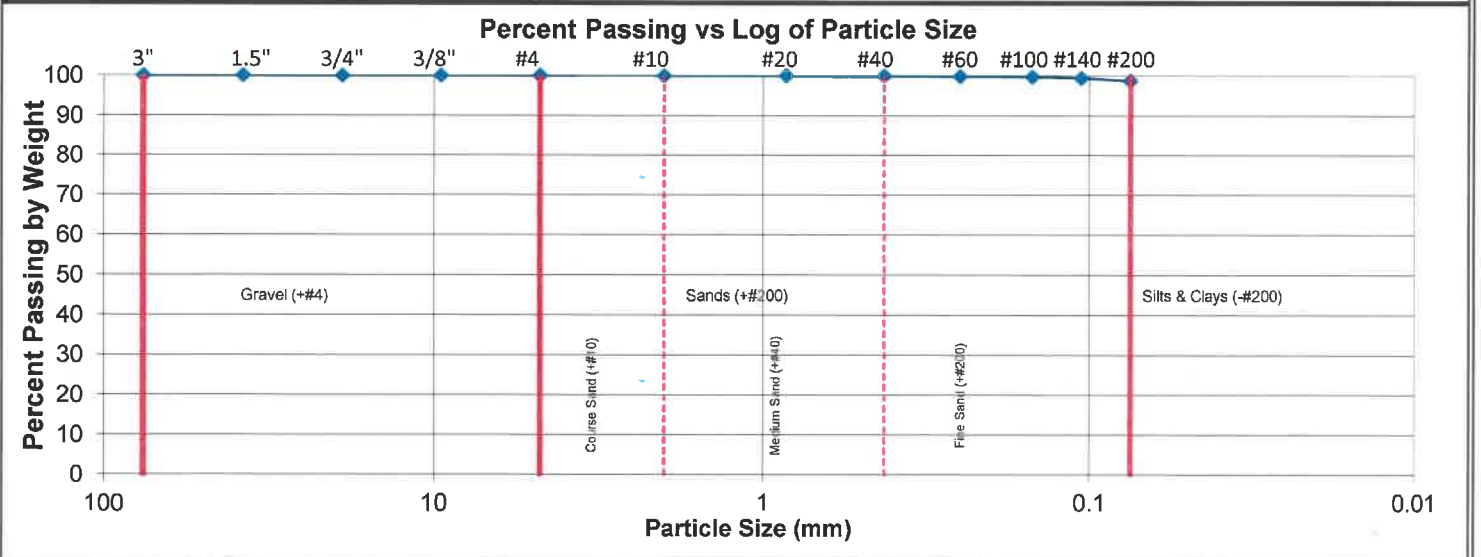 Percent Passing vs Log of Particle Size
3" 1.5" 3/4" 3/8" #4 #10 #20 #40 #60 #100 #140 #200
Percent Passing by Weight
100
90
80
70
60
50
40
30
20
10
0
Gravel (+#4)
Sands (+#200)
Silts & Clays (-#200)
Course Sand (+#10)
Medium Sand (+#40)
Fine Sand (+#200)
100 10 1 0.1 0.01
Particle Size (mm)